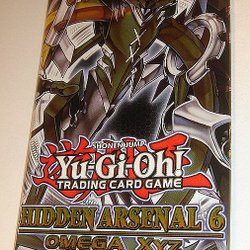 SHONEN JUMP
Yu-Gi-Oh!
TRADING CARD GAME
HIDDEN ARSENAL 6
OMEGA XYZ